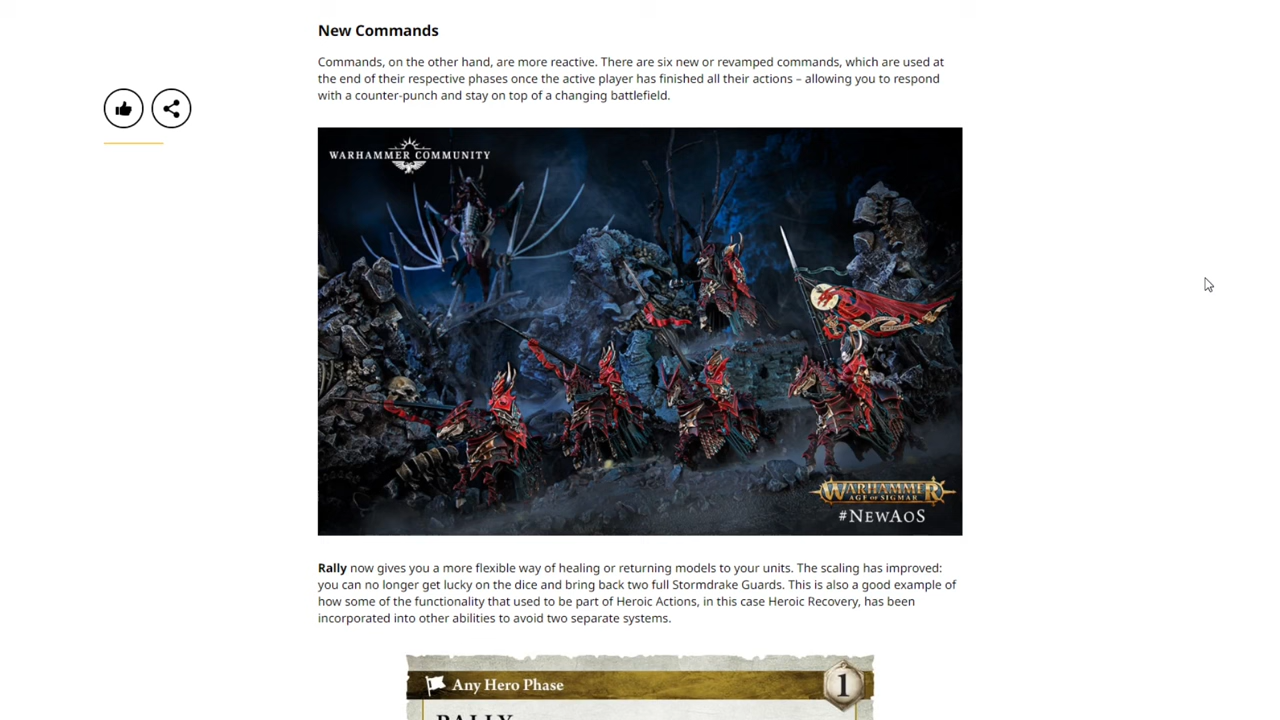 New Commands
Commands, on the other hand, are more reactive. There are six new or revamped commands, which are used at
the end of their respective phases once the active player has finished all their actions – allowing you to respond
with a counter-punch and stay on top of a changing battlefield.
WARHAMMER COMMUNITY
WARHAMMER
AGE OF SIGMAR
#NEWAOS
Rally now gives you a more flexible way of healing or returning models to your units. The scaling has improved:
you can no longer get lucky on the dice and bring back two full Stormdrake Guards. This is also a good example of
how some of the functionality that used to be part of Heroic Actions, in this case Heroic Recovery, has been
incorporated into other abilities to avoid two separate systems.
Any Hero Phase
1
RALLY